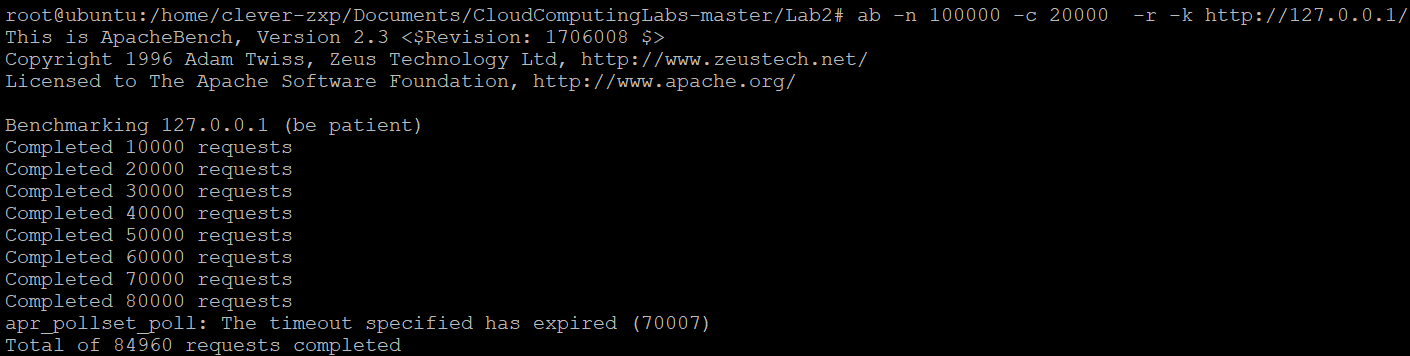 root@ubuntu:/home/clever-zxp/Documents/CloudComputingLabs-master/Lab2# ab -n 100000 -c 20000  -r -k http://127.0.0.1/
This is ApacheBench, Version 2.3 <$Revision: 1706008 $>
Copyright 1996 Adam Twiss, Zeus Technology Ltd, http://www.zeustech.net/
Licensed to The Apache Software Foundation, http://www.apache.org/
Benchmarking 127.0.0.1 (be patient)
Completed 10000 requests
Completed 20000 requests
Completed 30000 requests
Completed 40000 requests
Completed 50000 requests
Completed 60000 requests
Completed 70000 requests
Completed 80000 requests
apr_pollset_poll: The timeout specified has expired (70007)
Total of 84960 requests completed